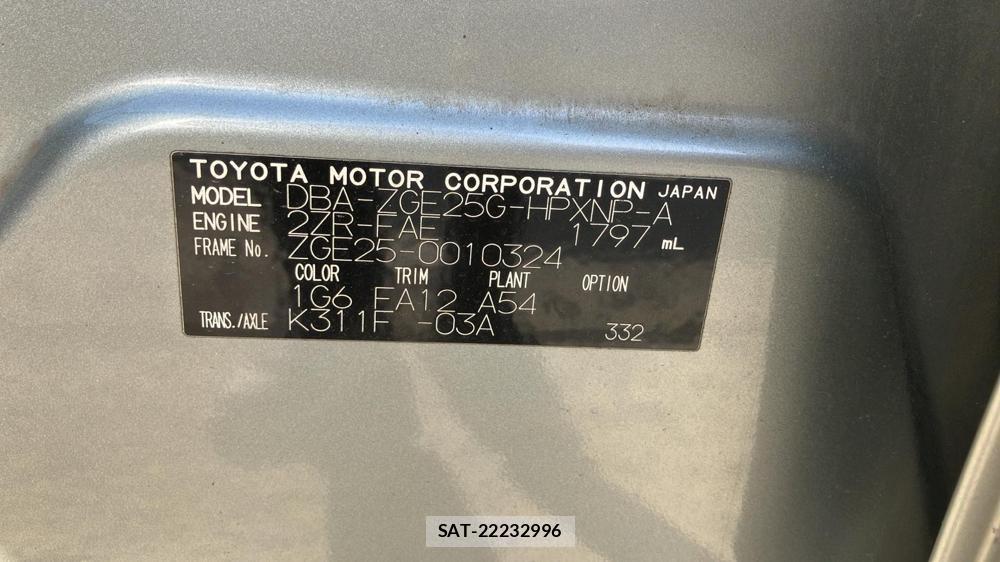 TOYOTA MOTOR CORPORATION JAPAN
MODEL DBA-ZGE25G-HPXNP-A
ENGINE 2ZR-FAE 1797 mL
FRAME No. ZGE25-0010324
COLOR TRIM PLANT OPTION
1G6 FA12 A54
TRANS./AXLE K311F -03A 332
SAT-22232996